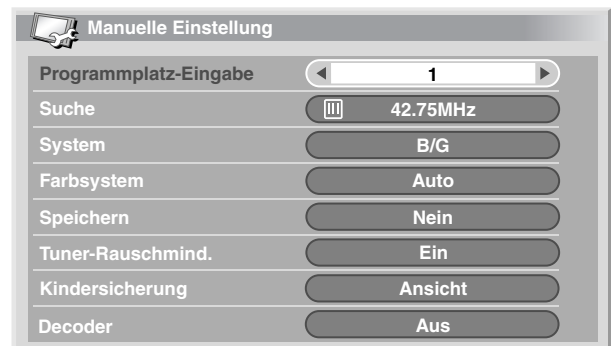 Manuelle Einstellung
Programmplatz-Eingabe 1
Suche 42.75MHz
System B/G
Farbsystem Auto
Speichern Nein
Tuner-Rauschmind. Ein
Kindersicherung Ansicht
Decoder Aus